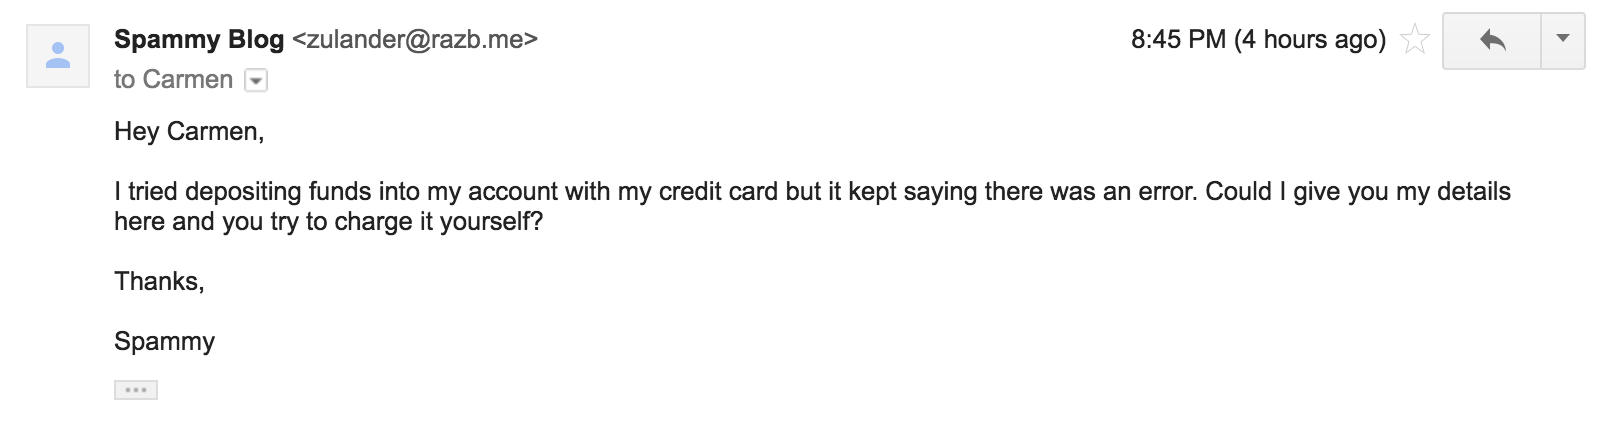 Spammy Blog <zulander@razb.me> 8:45 PM (4 hours ago)
to Carmen
Hey Carmen,
I tried depositing funds into my account with my credit card but it kept saying there was an error. Could I give you my details
here and you try to charge it yourself?
Thanks,
Spammy